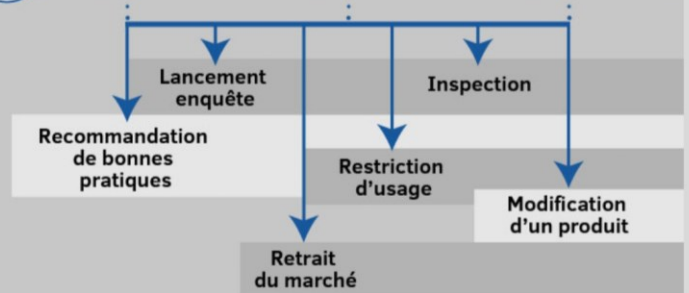 Lancement
enquête
Inspection
Recommandation
de bonnes
pratiques
Restriction
d'usage
Modification
d'un produit
Retrait
du marché